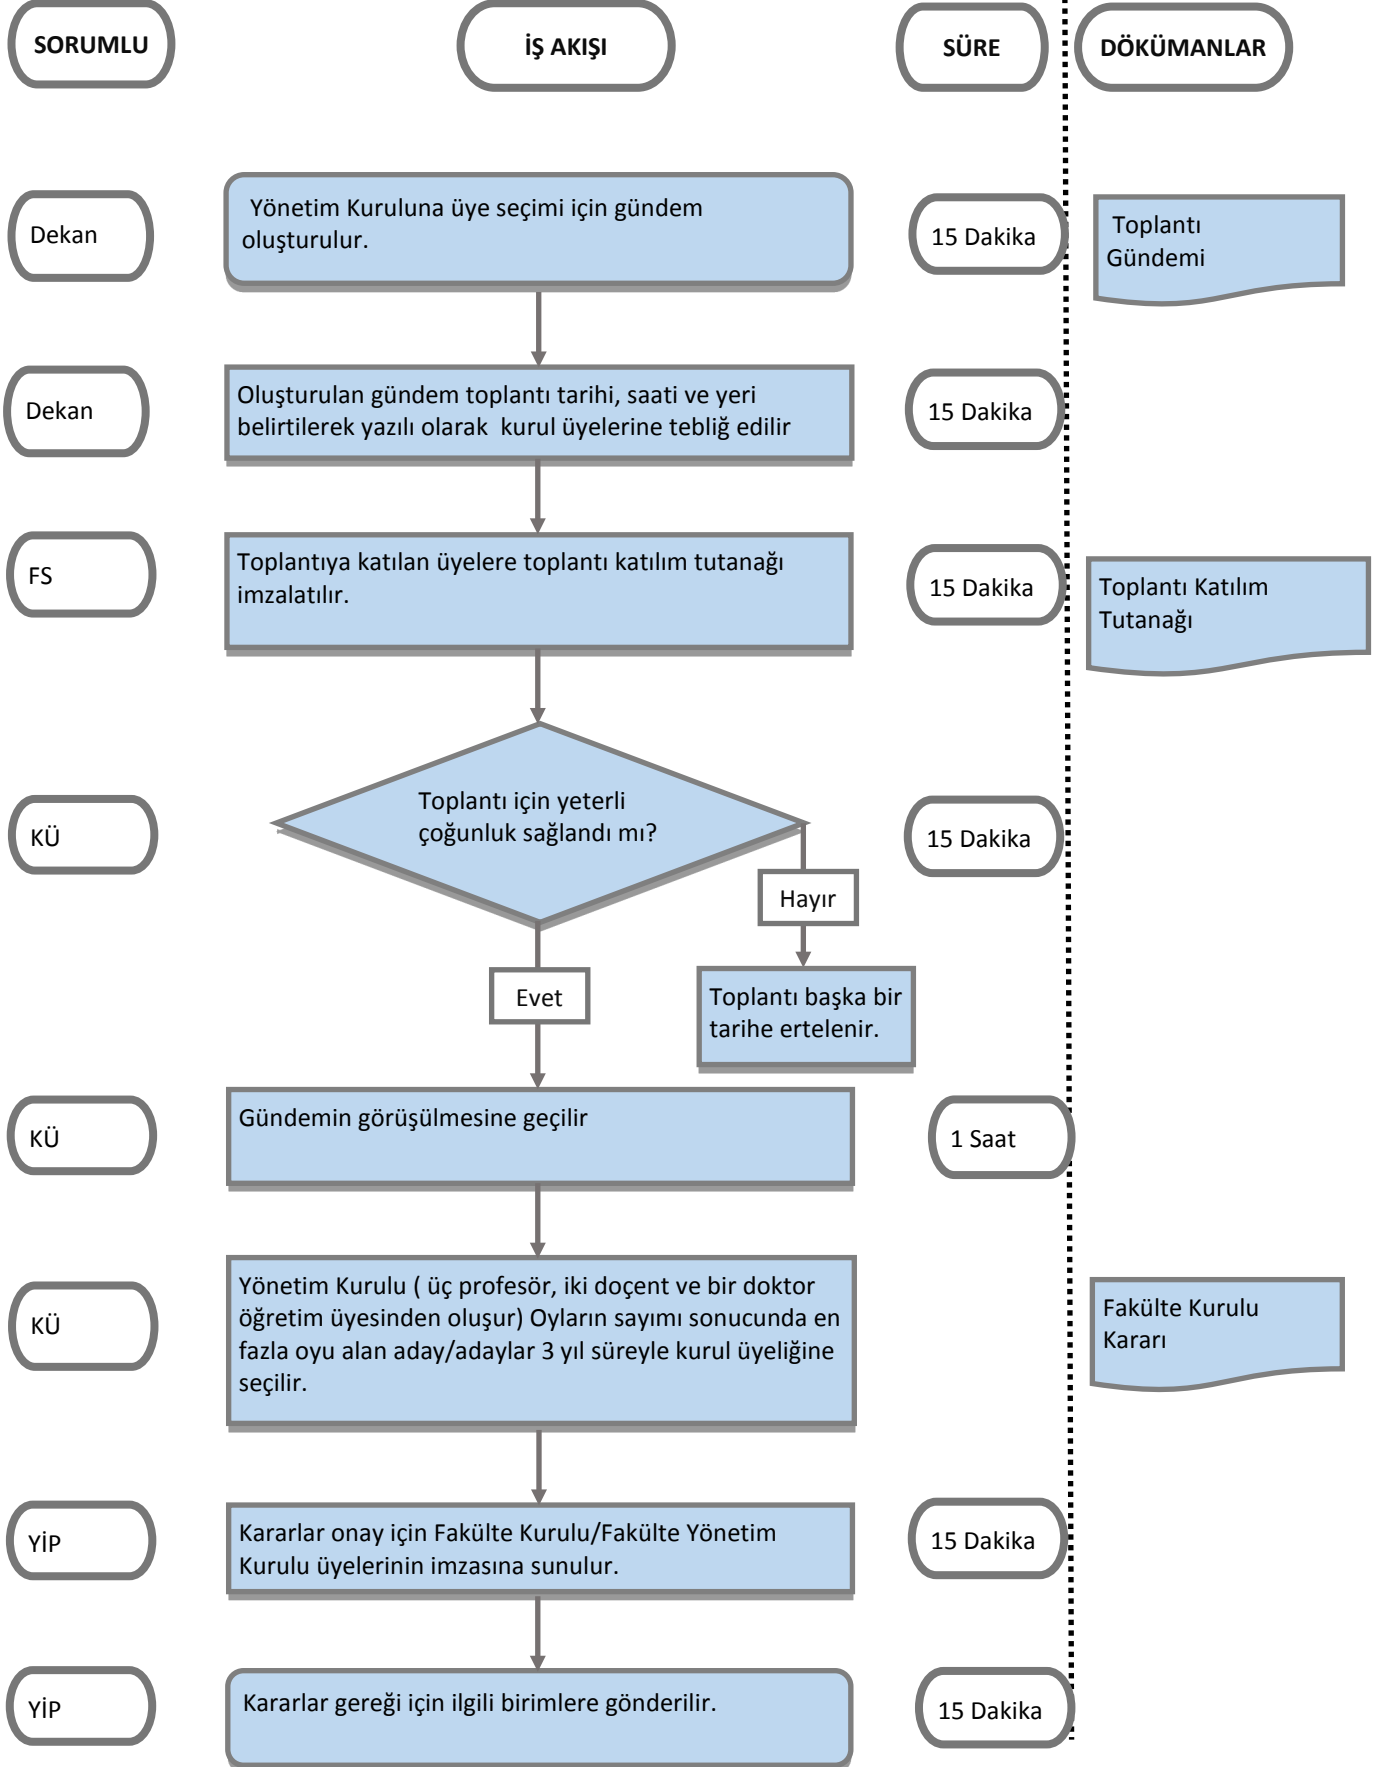 SORUMLU
İŞ AKIŞI
SÜRE
DÖKÜMANLAR
Dekan
Yönetim Kuruluna üye seçimi için gündem
oluşturulur.
15 Dakika
Toplantı
Gündemi
Dekan
Oluşturulan gündem toplantı tarihi, saati ve yeri
belirtilerek yazılı olarak kurul üyelerine tebliğ edilir
15 Dakika
FS
Toplantıya katılan üyelere toplantı katılım tutanağı
imzalatılır.
15 Dakika
Toplantı Katılım
Tutanağı
KÜ
Toplantı için yeterli
çoğunluk sağlandı mı?
15 Dakika
Hayır
Evet
Toplantı başka bir
tarihe ertelenir.
KÜ
Gündemin görüşülmesine geçilir
1 Saat
KÜ
Yönetim Kurulu ( üç profesör, iki doçent ve bir doktor
öğretim üyesinden oluşur) Oyların sayımı sonucunda en
fazla oyu alan aday/adaylar 3 yıl süreyle kurul üyeliğine
seçilir.
Fakülte Kurulu
Kararı
YİP
Kararlar onay için Fakülte Kurulu/Fakülte Yönetim
Kurulu üyelerinin imzasına sunulur.
15 Dakika
YİP
Kararlar gereği için ilgili birimlere gönderilir.
15 Dakika